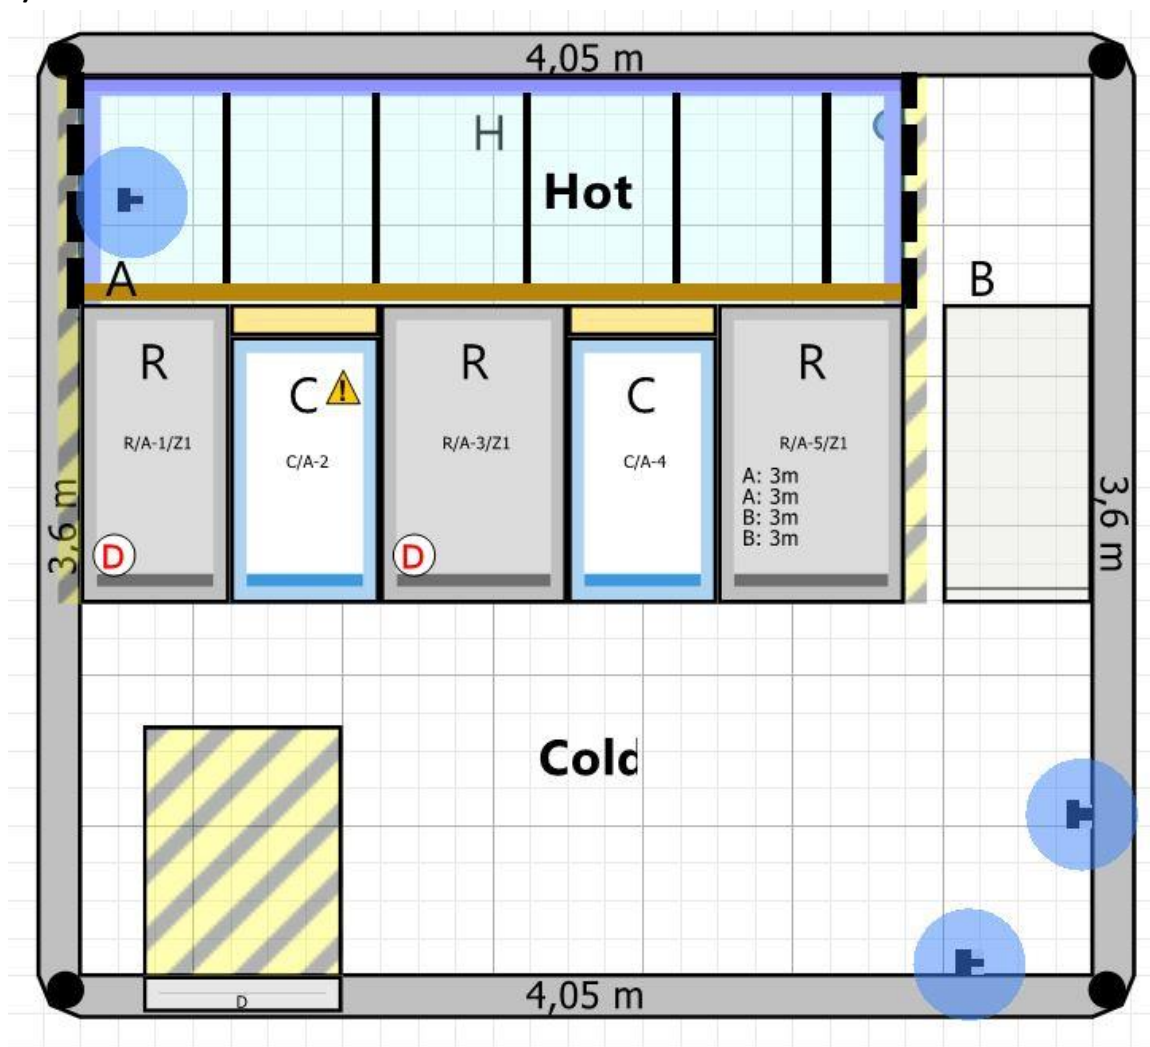 4,05 m
H
Hot
A
B
R
C
R
C
R
R/A-1/Z1
C/A-2
R/A-3/Z1
C/A-4
R/A-5/Z1
A: 3m
A: 3m
B: 3m
B: 3m
3,6 m
3,6 m
D
D
Cold
D
4,05 m